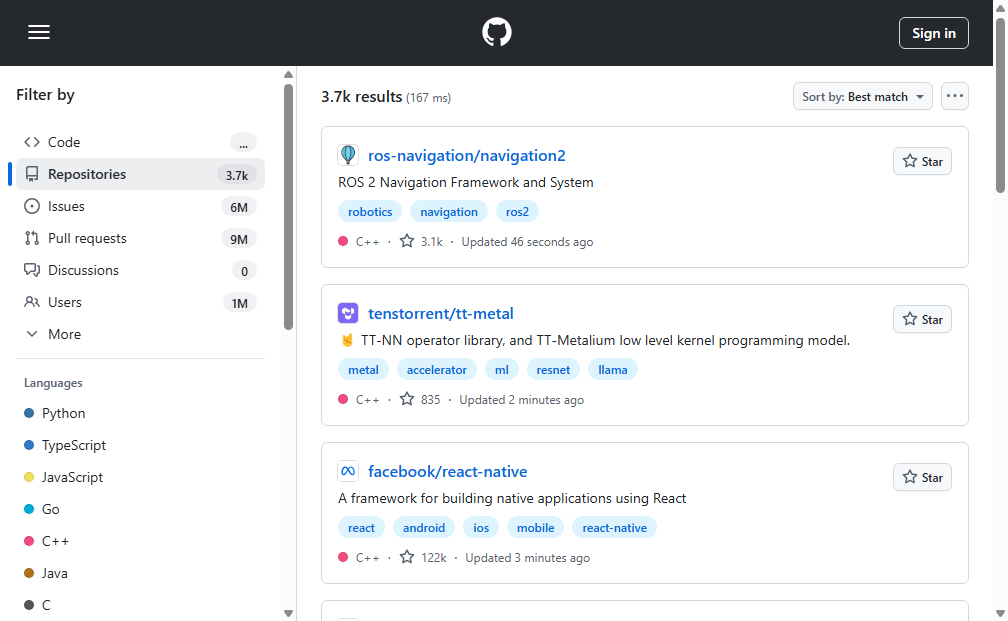 Sign in
Filter by
Code ...
Repositories 3.7k
Issues 6M
Pull requests 9M
Discussions 0
Users 1M
More
Languages
Python
TypeScript
JavaScript
Go
C++
Java
C
3.7k results (167 ms)
Sort by: Best match
ros-navigation/navigation2
Star
ROS 2 Navigation Framework and System
robotics navigation ros2
C++ · 3.1k · Updated 46 seconds ago
tenstorrent/tt-metal
Star
🤘 TT-NN operator library, and TT-Metalium low level kernel programming model.
metal accelerator ml resnet llama
C++ · 835 · Updated 2 minutes ago
facebook/react-native
Star
A framework for building native applications using React
react android ios mobile react-native
C++ · 122k · Updated 3 minutes ago